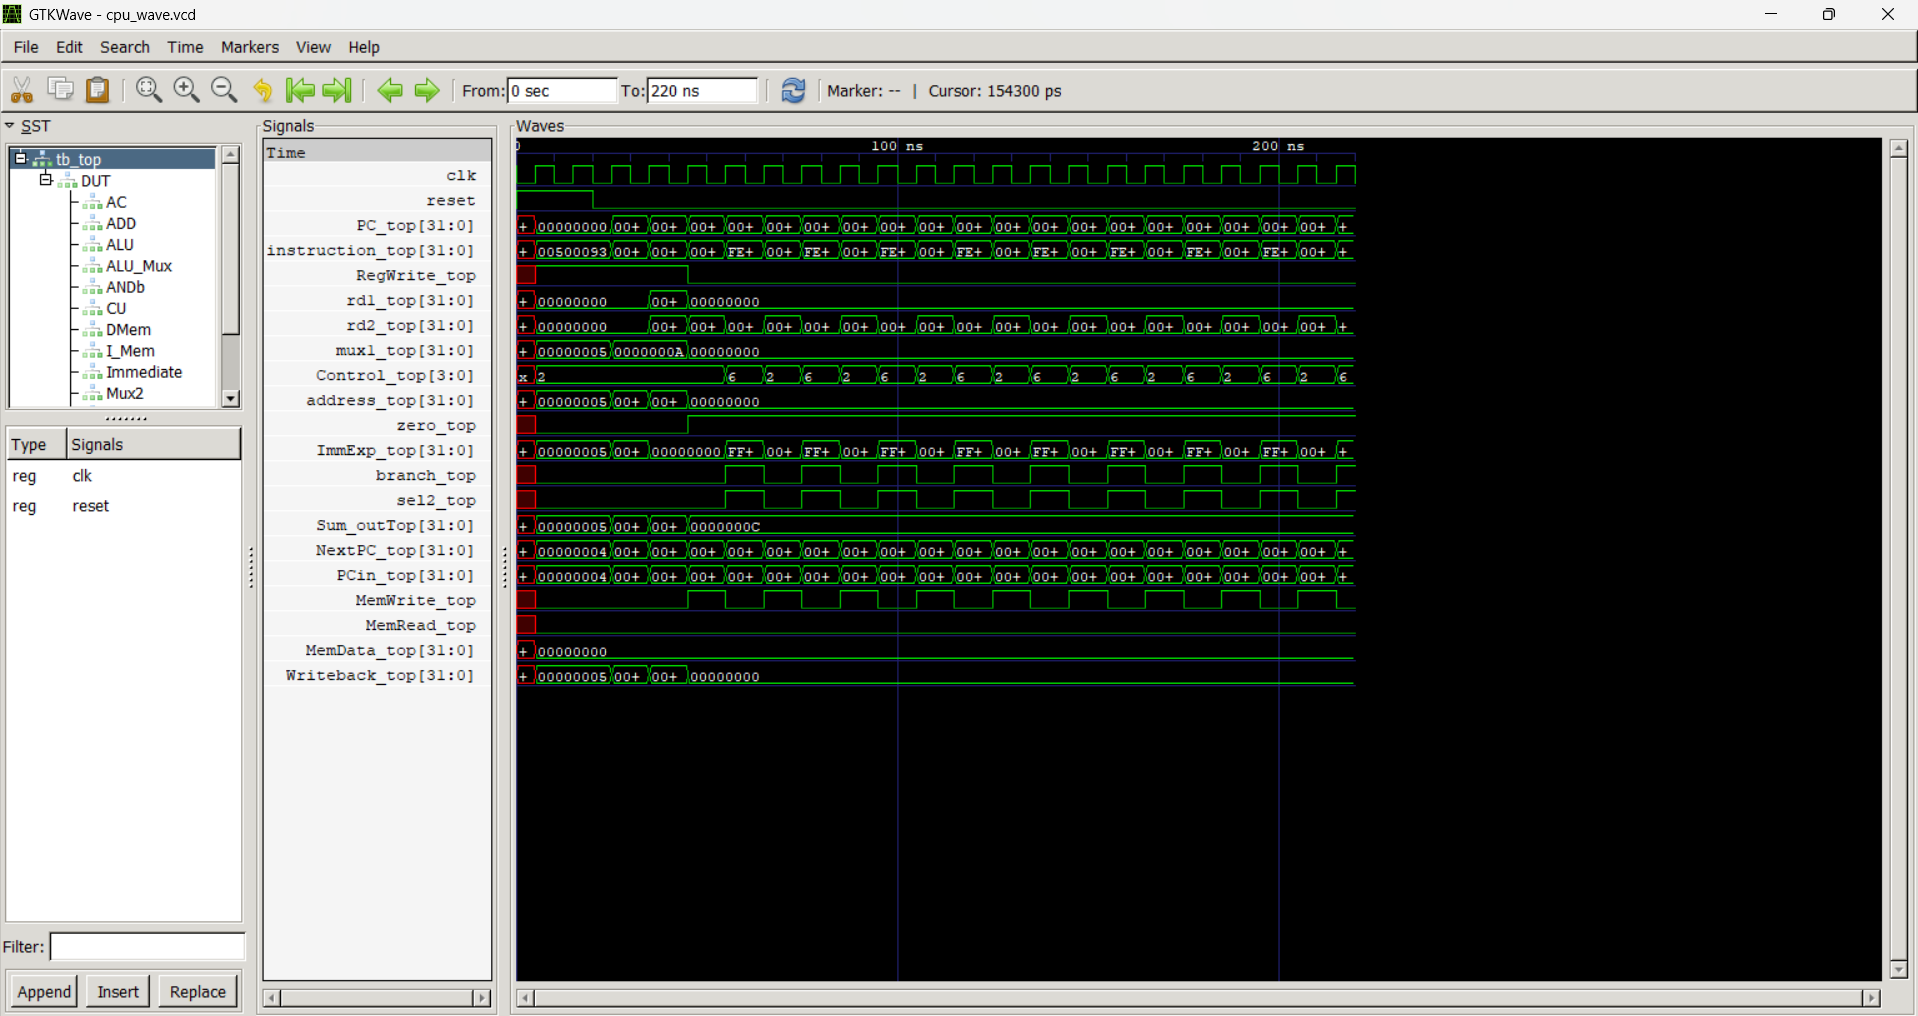 GTKWave - cpu_wave.vcd
File Edit Search Time Markers View Help
From: 0 sec To: 220 ns Marker: -- | Cursor: 154300 ps
SST
tb_top
DUT
AC
ADD
ALU
ALU_Mux
ANDb
CU
DMem
I_Mem
Immediate
Mux2
Type Signals
reg clk
reg reset
Filter:
Append Insert Replace
Signals
Time
clk
reset
PC_top[31:0]
instruction_top[31:0]
RegWrite_top
rd1_top[31:0]
rd2_top[31:0]
mux1_top[31:0]
Control_top[3:0]
address_top[31:0]
zero_top
ImmExp_top[31:0]
branch_top
sel2_top
Sum_outTop[31:0]
NextPC_top[31:0]
PCin_top[31:0]
MemWrite_top
MemRead_top
MemData_top[31:0]
Writeback_top[31:0]
Waves
0 100 ns 200 ns
+ 00000000 00+ 00+ 00+ 00+ 00+ 00+ 00+ 00+ 00+ 00+ 00+ 00+ 00+ 00+ 00+ 00+ 00+ 00+ 00+ +
+ 00500093 00+ 00+ 00+ FE+ 00+ FE+ 00+ FE+ 00+ FE+ 00+ FE+ 00+ FE+ 00+ FE+ 00+ FE+ 00+ +
+ 00000000 00+ 00000000
+ 00000000 00+ 00+ 00+ 00+ 00+ 00+ 00+ 00+ 00+ 00+ 00+ 00+ 00+ 00+ 00+ 00+ 00+ 00+ +
+ 00000005 0000000A 00000000
x 2 6 2 6 2 6 2 6 2 6 2 6 2 6 2 6 2 6
+ 00000005 00+ 00+ 00000000
+ 00000005 00+ 00000000 FF+ 00+ FF+ 00+ FF+ 00+ FF+ 00+ FF+ 00+ FF+ 00+ FF+ 00+ FF+ 00+ +
+ 00000005 00+ 00+ 0000000C
+ 00000004 00+ 00+ 00+ 00+ 00+ 00+ 00+ 00+ 00+ 00+ 00+ 00+ 00+ 00+ 00+ 00+ 00+ 00+ 00+ +
+ 00000004 00+ 00+ 00+ 00+ 00+ 00+ 00+ 00+ 00+ 00+ 00+ 00+ 00+ 00+ 00+ 00+ 00+ 00+ 00+ +
+ 00000000
+ 00000005 00+ 00+ 00000000